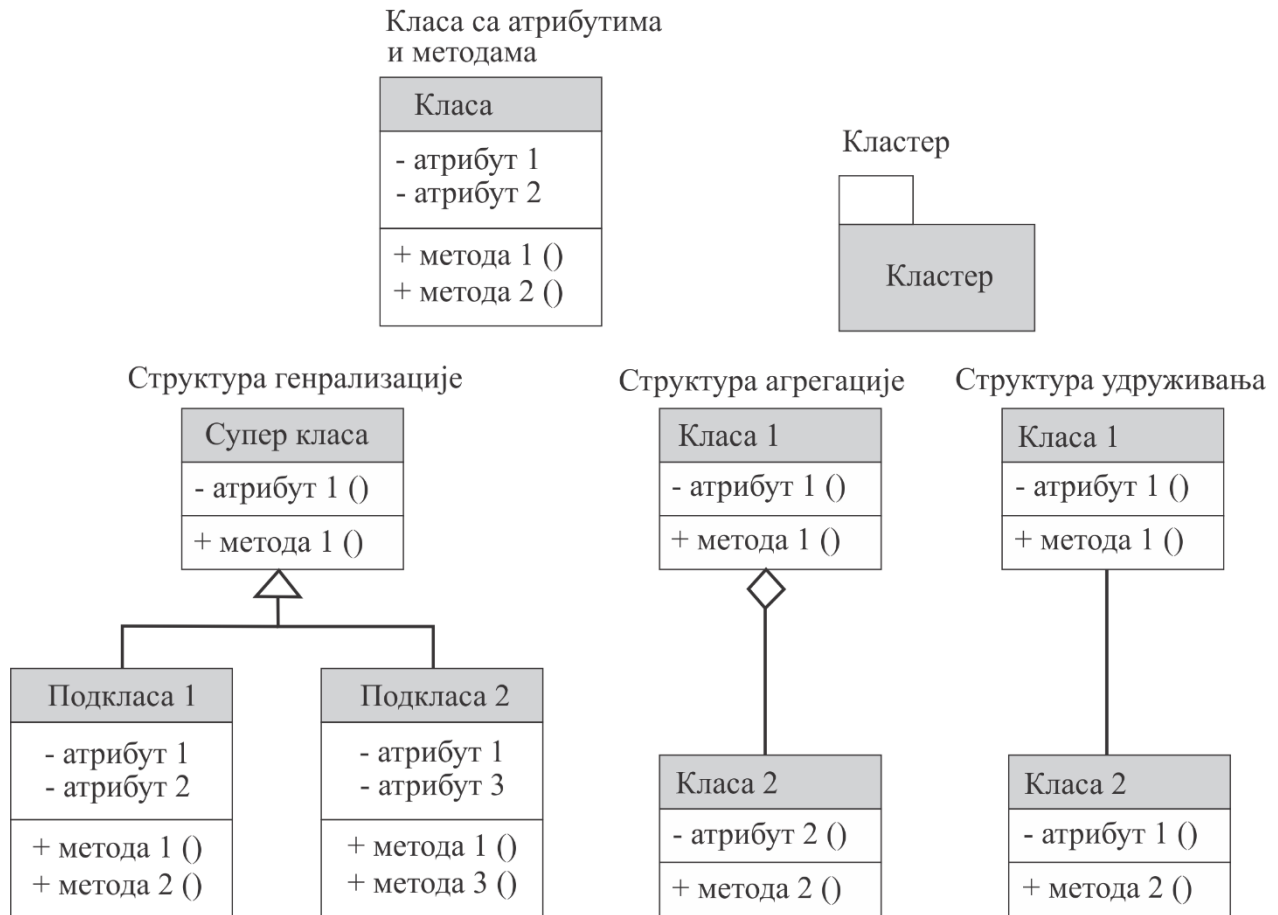 Класа са атрибутима
и методама
Класа
- атрибут 1
- атрибут 2
+ метода 1 ()
+ метода 2 ()
Кластер
Кластер
Структура генрализације
Супер класа
- атрибут 1 ()
+ метода 1 ()
Подкласа 1
- атрибут 1
- атрибут 2
+ метода 1 ()
+ метода 2 ()
Подкласа 2
- атрибут 1
- атрибут 3
+ метода 1 ()
+ метода 3 ()
Структура агрегације
Класа 1
- атрибут 1 ()
+ метода 1 ()
Класа 2
- атрибут 2 ()
+ метода 2 ()
Структура удруживања
Класа 1
- атрибут 1 ()
+ метода 1 ()
Класа 2
- атрибут 1 ()
+ метода 2 ()